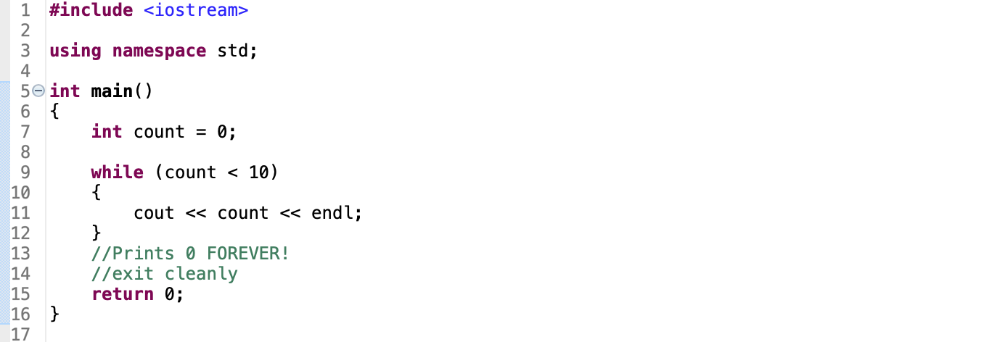 1 #include <iostream>
2
3 using namespace std;
4
5 int main()
6 {
7     int count = 0;
8
9     while (count < 10)
10     {
11         cout << count << endl;
12     }
13     //Prints 0 FOREVER!
14     //exit cleanly
15     return 0;
16 }
17